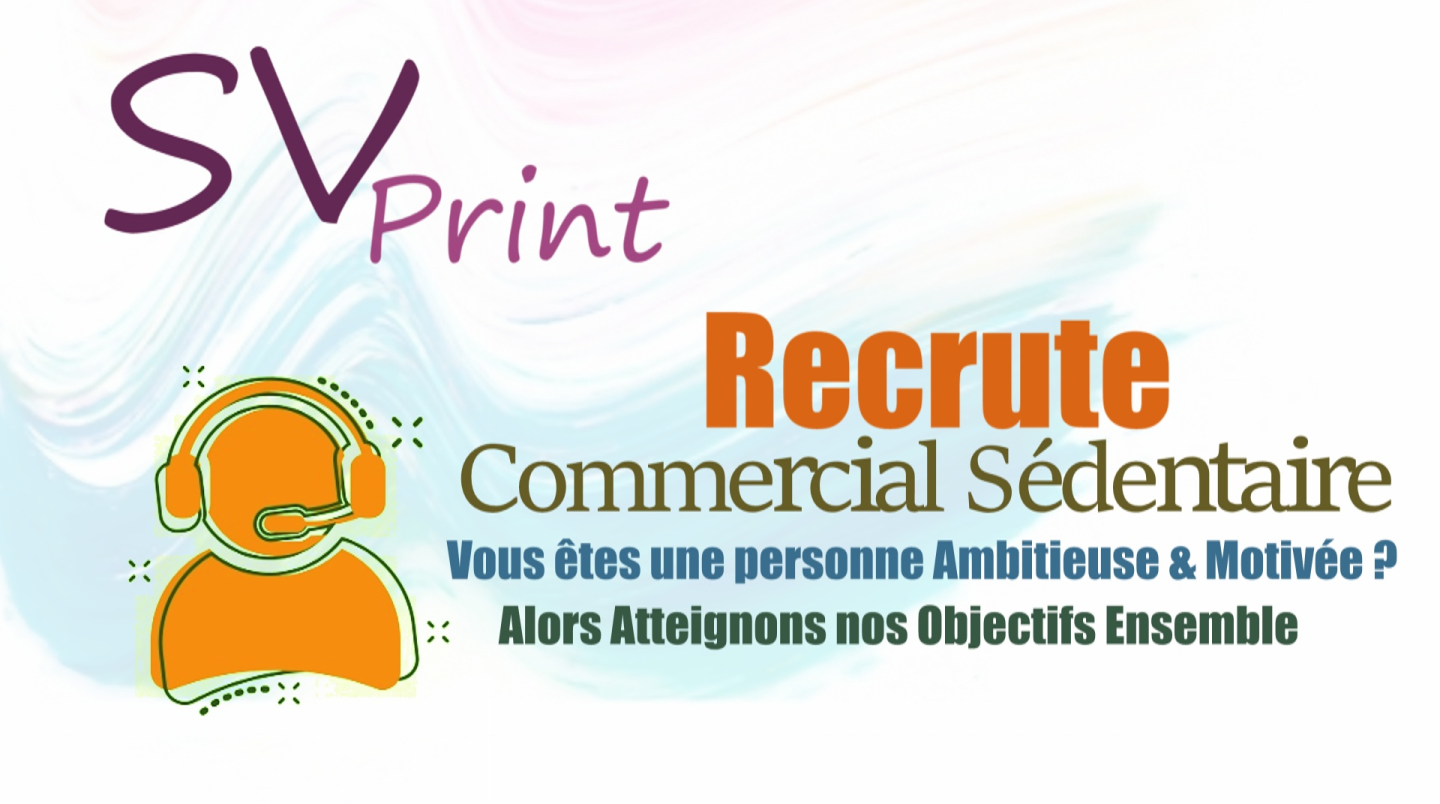 SV Print
Recrute
Commercial Sédentaire
Vous êtes une personne Ambitieuse & Motivée ?
Alors Atteignons nos Objectifs Ensemble